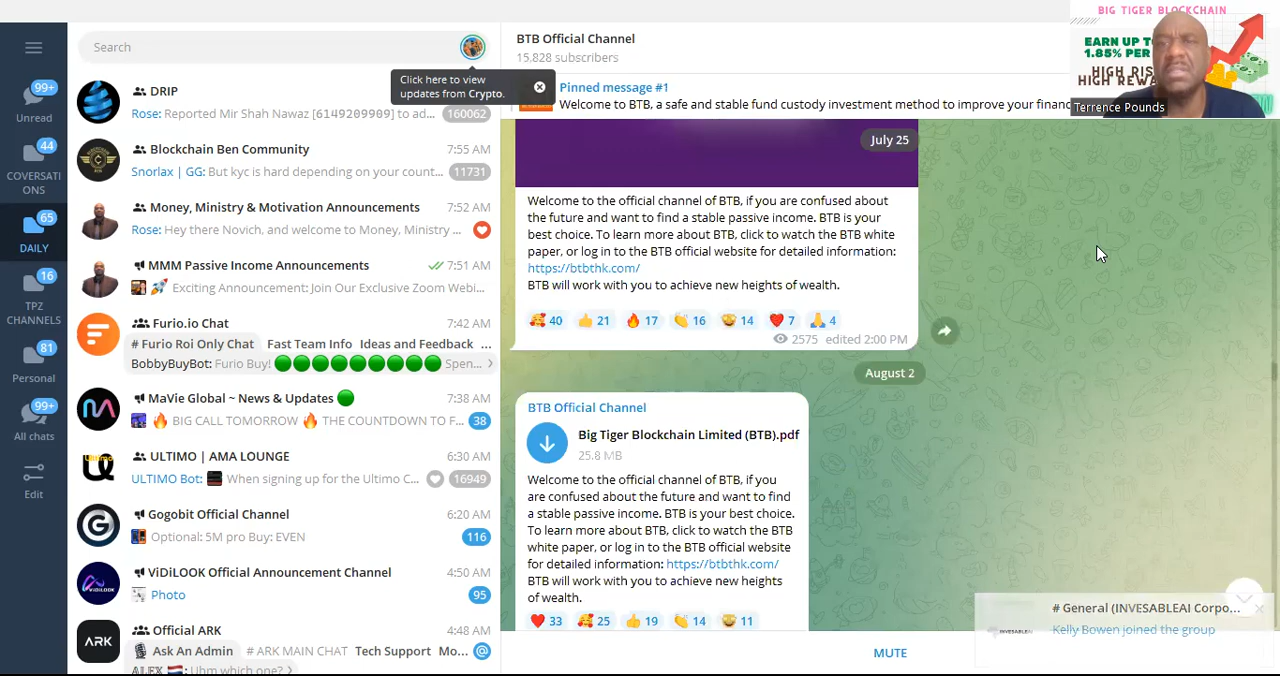 Search
Click here to view
updates from Crypto.
DRIP
Rose: Reported Mir Shah Nawaz [6149209909] to ad...
160062
Blockchain Ben Community
7:55 AM
Snorlax | GG: But kyc is hard depending on your count...
11731
Money, Ministry & Motivation Announcements
7:52 AM
Rose: Hey there Novich, and welcome to Money, Ministry ...
MMM Passive Income Announcements
7:51 AM
Exciting Announcement: Join Our Exclusive Zoom Webi...
Furio.io Chat
7:42 AM
# Furio Roi Only Chat Fast Team Info Ideas and Feedback ...
BobbyBuyBot: Furio Buy! Spen...
MaVie Global ~ News & Updates
7:38 AM
BIG CALL TOMORROW THE COUNTDOWN TO F...
38
ULTIMO | AMA LOUNGE
6:30 AM
ULTIMO Bot: When signing up for the Ultimo C...
16949
Gogobit Official Channel
6:20 AM
Optional: 5M pro Buy: EVEN
116
ViDiLOOK Official Announcement Channel
4:50 AM
Photo
95
Official ARK
4:48 AM
ARK
Ask An Admin # ARK MAIN CHAT Tech Support Mo... @
ALEX : Uhm which one?
99+
Unread
44
COVERSATI
ONS
65
DAILY
16
TPZ
CHANNELS
81
Personal
99+
All chats
Edit
BTB Official Channel
15,828 subscribers
Pinned message #1
Welcome to BTB, a safe and stable fund custody investment method to improve your financ
July 25
Welcome to the official channel of BTB, if you are confused about
the future and want to find a stable passive income. BTB is your
best choice. To learn more about BTB, click to watch the BTB white
paper, or log in to the BTB official website for detailed information:
https://btbthk.com/
BTB will work with you to achieve new heights of wealth.
40 21 17 16 14 7 4
2575 edited 2:00 PM
August 2
BTB Official Channel
Big Tiger Blockchain Limited (BTB).pdf
25.8 MB
Welcome to the official channel of BTB, if you
are confused about the future and want to find
a stable passive income. BTB is your best choice.
To learn more about BTB, click to watch the BTB
white paper, or log in to the BTB official website
for detailed information: https://btbthk.com/
BTB will work with you to achieve new heights
of wealth.
33 25 19 14 11
MUTE
# General (INVESABLEAI Corpo...
Kelly Bowen joined the group
BIG TIGER BLOCKCHAIN
EARN UP TO
1.85% PER
HIGH RIS
HIGH REWA
Terrence Pounds